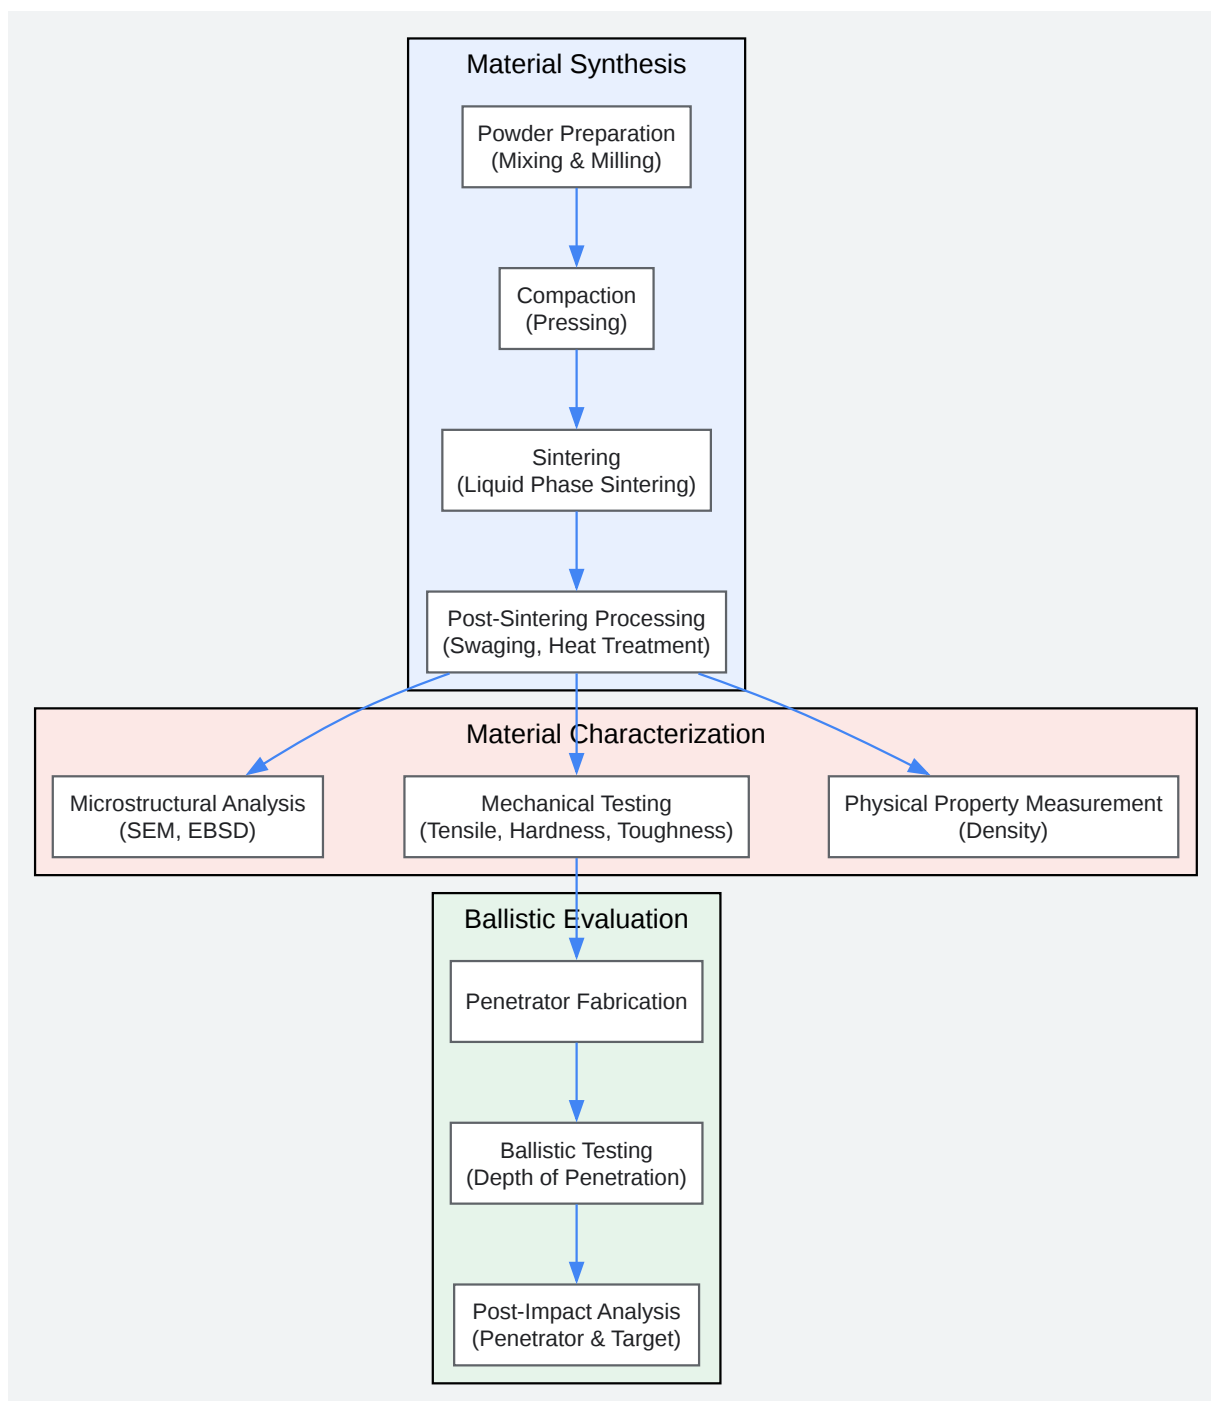 Material Synthesis
Powder Preparation
(Mixing & Milling)
Compaction
(Pressing)
Sintering
(Liquid Phase Sintering)
Post-Sintering Processing
(Swaging, Heat Treatment)
Material Characterization
Microstructural Analysis
(SEM, EBSD)
Mechanical Testing
(Tensile, Hardness, Toughness)
Physical Property Measurement
(Density)
Ballistic Evaluation
Penetrator Fabrication
Ballistic Testing
(Depth of Penetration)
Post-Impact Analysis
(Penetrator & Target)